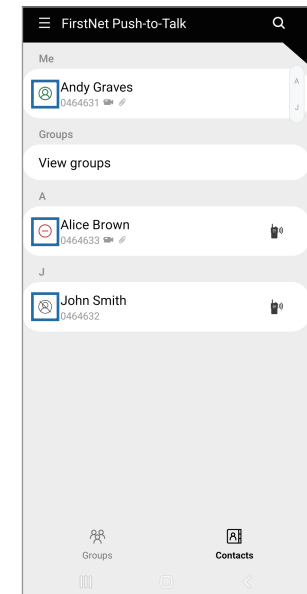 FirstNet Push-to-Talk
Me
Andy Graves
0464631
A
J
Groups
View groups
A
Alice Brown
0464633
J
John Smith
0464632
Groups
Contacts